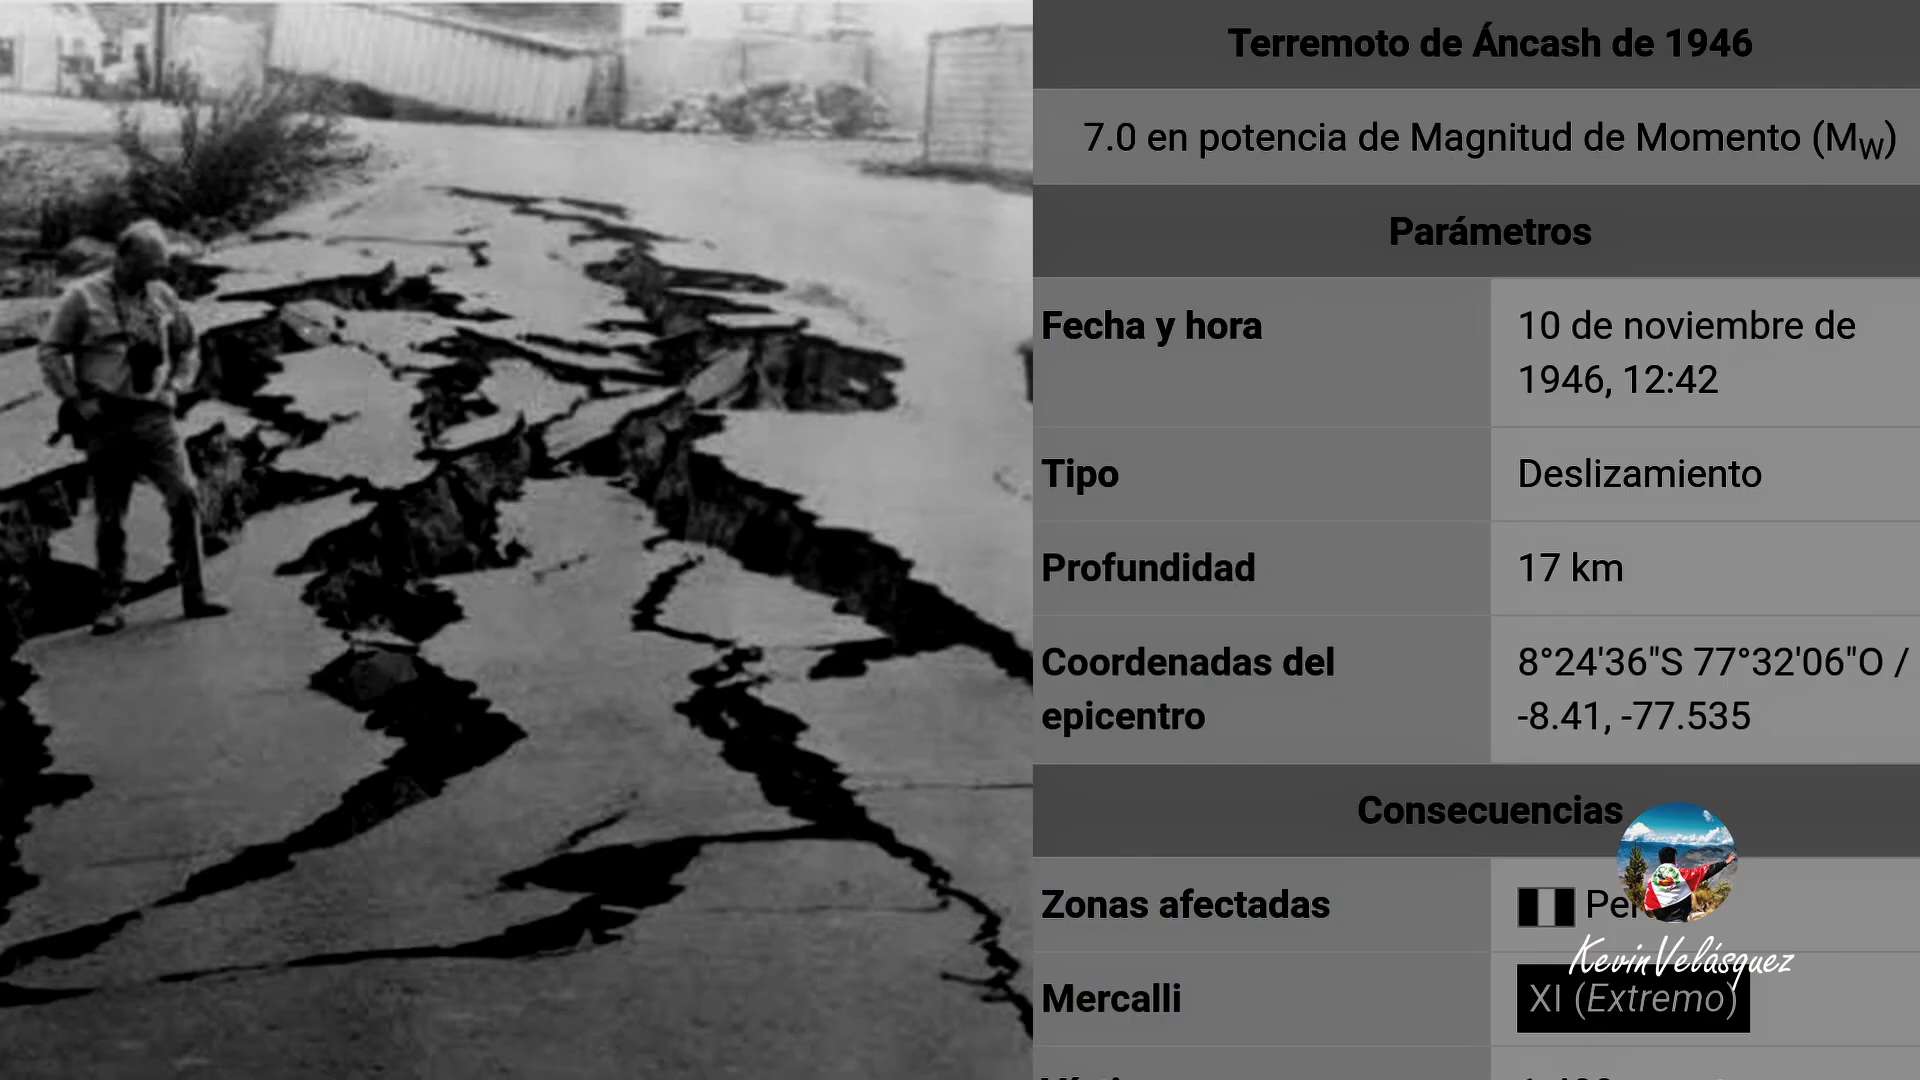 Terremoto de Áncash de 1946
7.0 en potencia de Magnitud de Momento (MW)
Parámetros
Fecha y hora
10 de noviembre de
1946, 12:42
Tipo
Deslizamiento
Profundidad
17 km
Coordenadas del
epicentro
8°24'36"S 77°32'06"O /
-8.41, -77.535
Consecuencias
Zonas afectadas
Mercalli
XI (Extremo)
KevinVelásquez